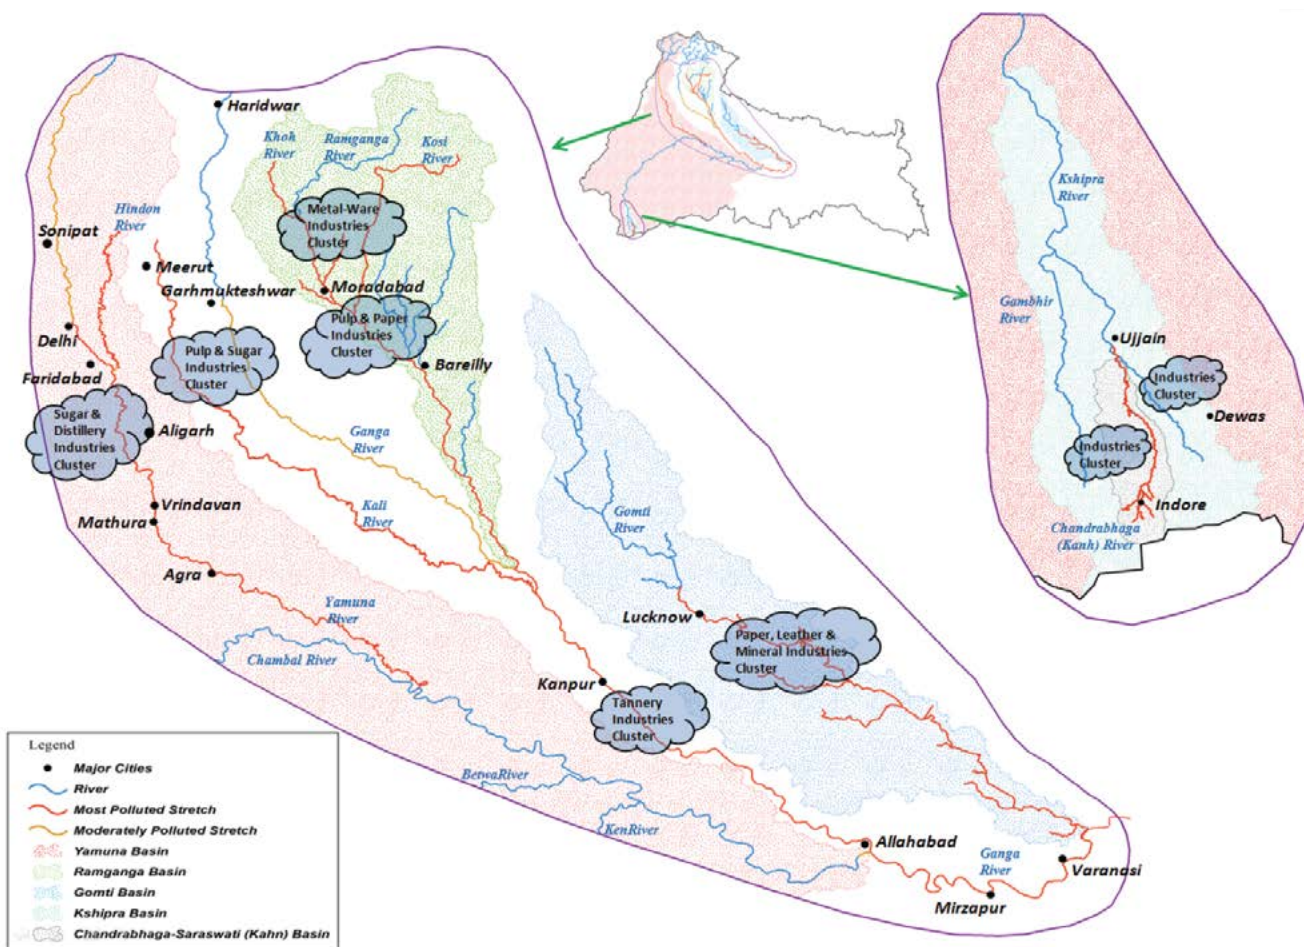 Haridwar
Khoh
River
Ramganga
River
Kosi
River
Hindon
River
Metal-Ware
Industries
Cluster
Sonipat
Meerut
Garhmukteshwar
Moradabad
Delhi
Pulp & Paper
Industries
Cluster
Faridabad
Pulp & Sugar
Industries
Cluster
Bareilly
Sugar &
Distillery
Industries
Cluster
Aligarh
Ganga
River
Vrindavan
Mathura
Kali
River
Gomti
River
Agra
Yamuna
River
Lucknow
Chambal River
Paper, Leather &
Mineral Industries
Cluster
Kanpur
Tannery
Industries
Cluster
BetwaRiver
KenRiver
Allahabad
Ganga
River
Varanasi
Mirzapur
Kshipra
River
Gambhir
River
Ujjain
Industries
Cluster
Dewas
Industries
Cluster
Indore
Chandrabhaga
(Kanh) River
Legend
Major Cities
River
Most Polluted Stretch
Moderately Polluted Stretch
Yamuna Basin
Ramganga Basin
Gomti Basin
Kshipra Basin
Chandrabhaga-Saraswati (Kahn) Basin